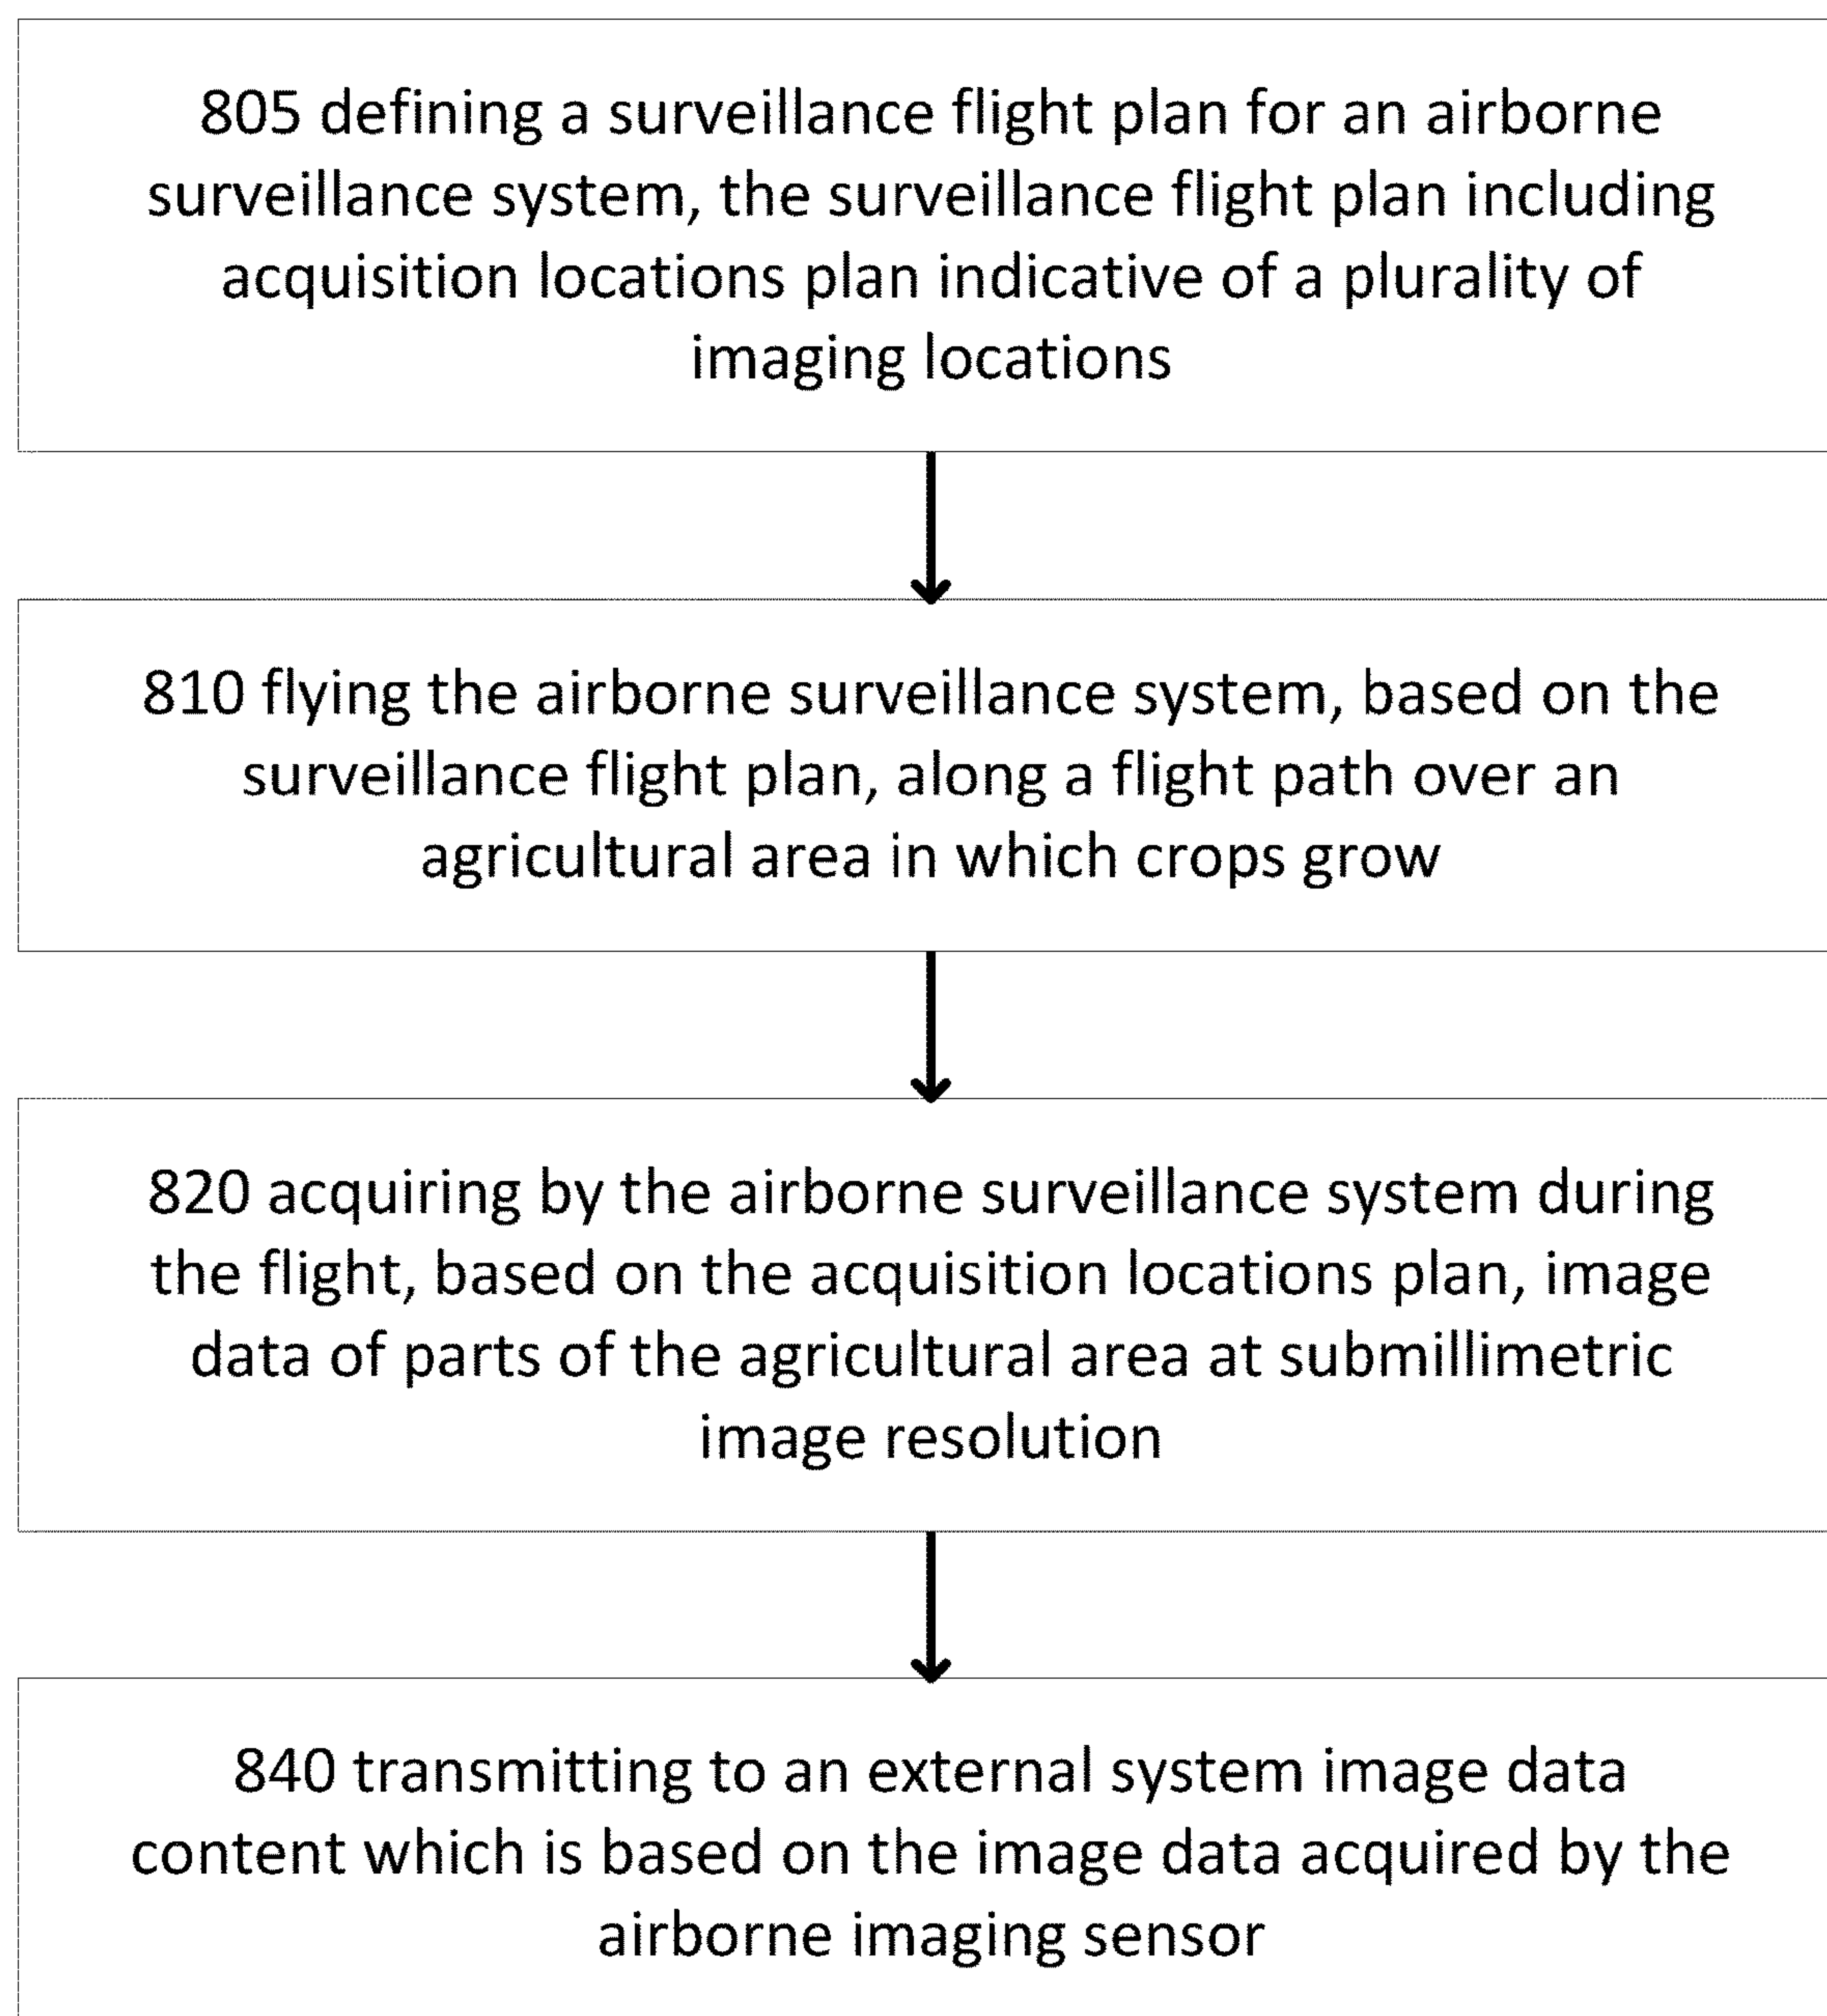 805 defining a surveillance flight plan for an airborne
surveillance system, the surveillance flight plan including
acquisition locations plan indicative of a plurality of
imaging locations
810 flying the airborne surveillance system, based on the
surveillance flight plan, along a flight path over an
agricultural area in which crops grow
820 acquiring by the airborne surveillance system during
the flight, based on the acquisition locations plan, image
data of parts of the agricultural area at submillimetric
image resolution
840 transmitting to an external system image data
content which is based on the image data acquired by the
airborne imaging sensor